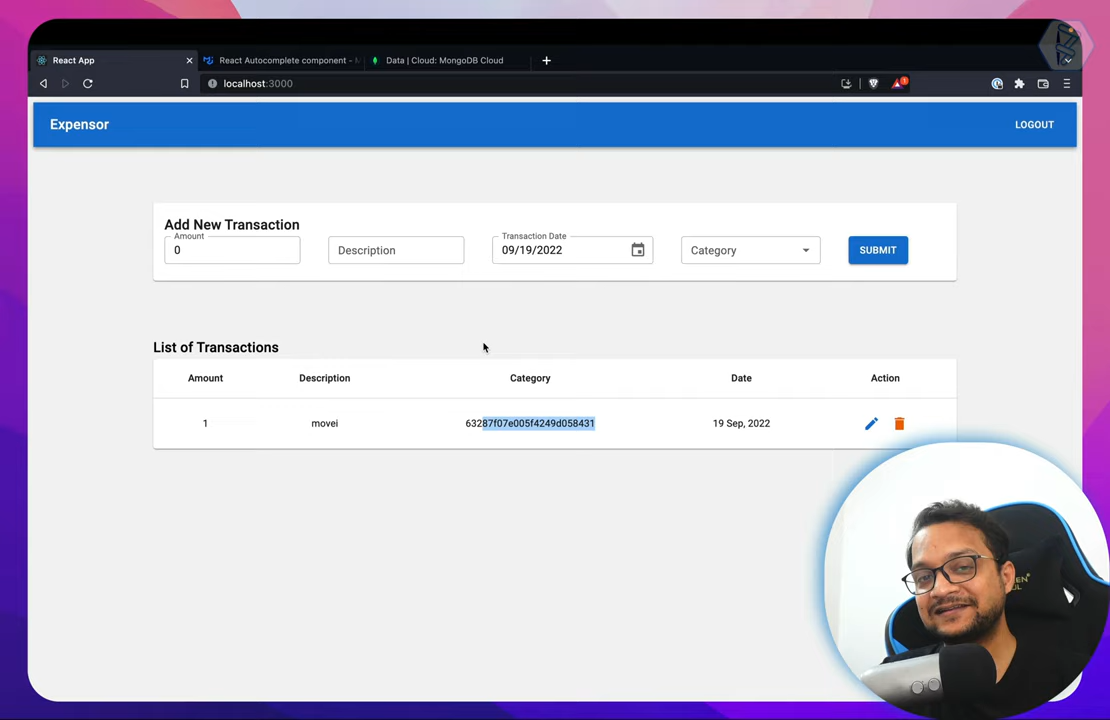 React App
React Autocomplete component -
Data | Cloud: MongoDB Cloud
localhost:3000
1
Expensor
LOGOUT
Add New Transaction
Amount
0
Description
Transaction Date
09/19/2022
Category
SUBMIT
List of Transactions
Amount Description Category Date Action
1 movei 63287f07e005f4249d058431 19 Sep, 2022